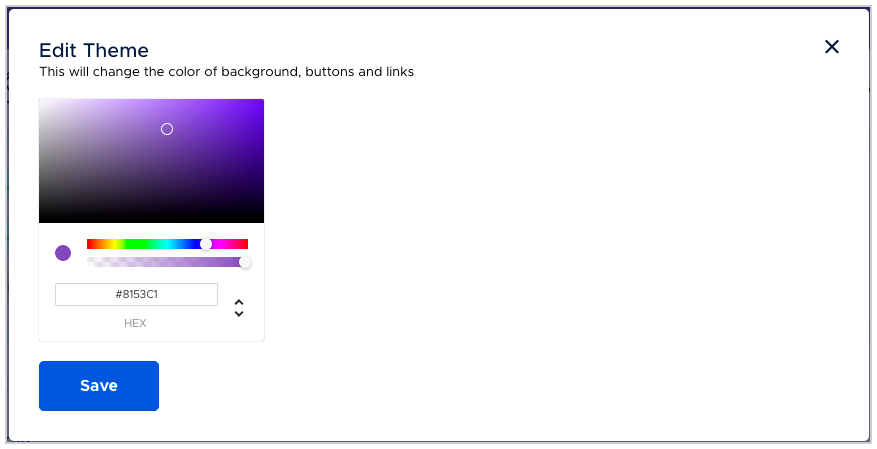 Edit Theme
This will change the color of background, buttons and links
#8153C1
HEX
Save